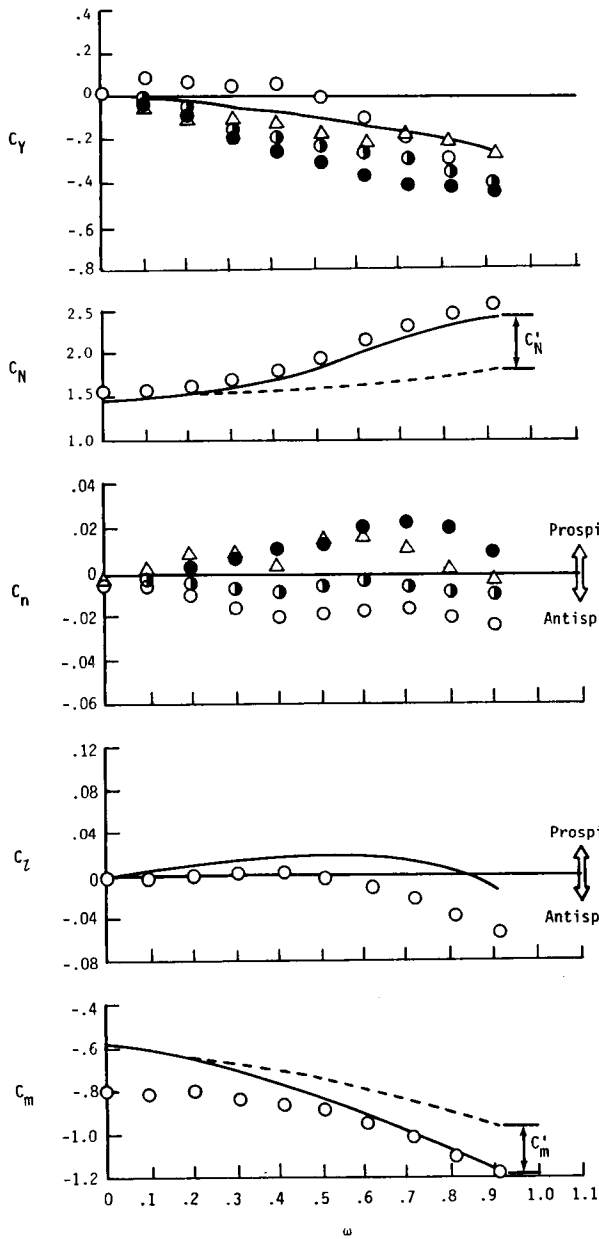 .4
.2
0
-.2
-.4
-.6
-.8
C_Y
2.5
2.0
1.5
1.0
C_N
C'_N
.04
.02
0
-.02
-.04
-.06
C_n
Prospi
Antisp
.12
.08
.04
0
-.04
-.08
C_l
Prospi
Antisp
-.4
-.6
-.8
-1.0
-1.2
C_m
C'_m
0 .1 .2 .3 .4 .5 .6 .7 .8 .9 1.0 1.1
ω